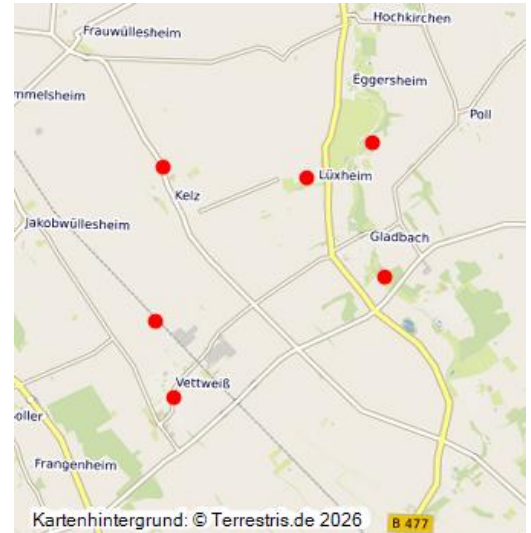 Hochkirchen
Frauwüllesheim
Eggersheim
mmelsheim
Poll
Lüxheim
Kelz
Jakobwüllesheim
Gladbach
Vettweiß
oller
Frangenheim
Kartenhintergrund: © Terrestris.de 2026
B 477